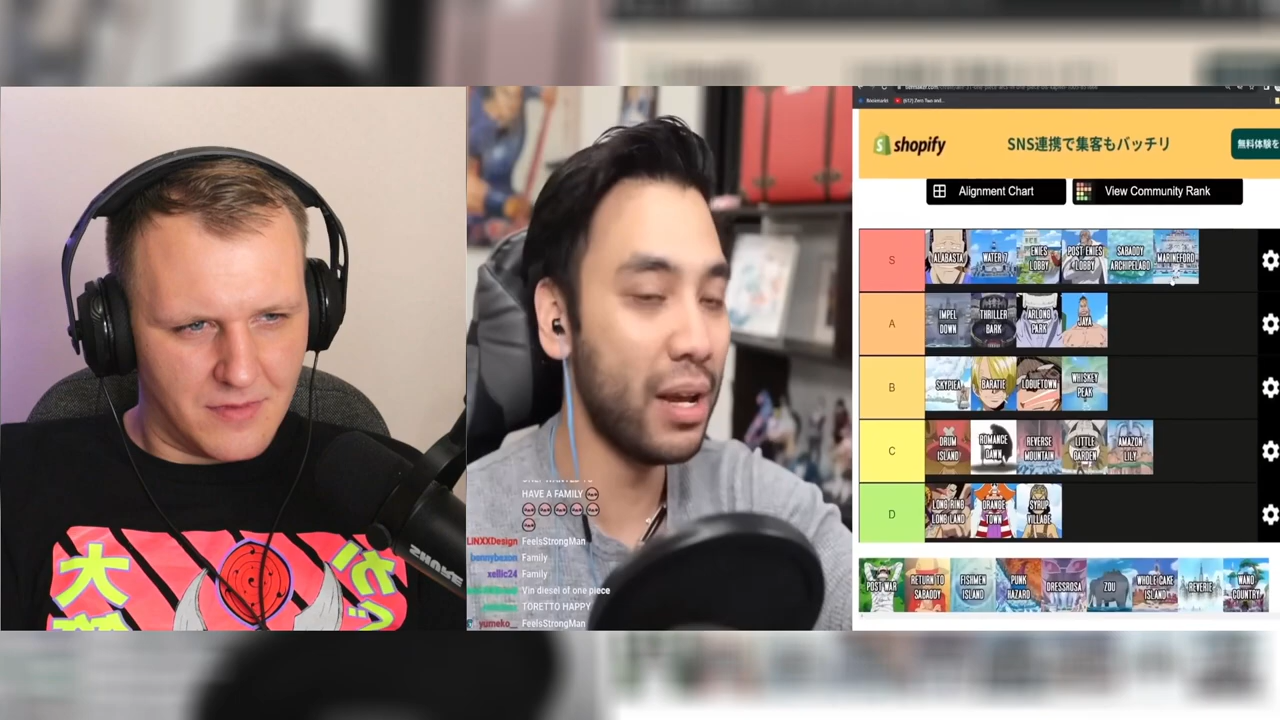 大
SHURE
HAVE A FAMILY
LiNXXDesign FeelsStrongMan
bennybezon Family
xellic24 Family
Vin diesel of one piece
TORETTO HAPPY
yumeko__ FeelsStrongMan
Bookmarks
shopify
SNS連携で集客もバッチリ
無料体験を
Alignment Chart
View Community Rank
S
ALABASTA
WATER 7
ENIES LOBBY
POST ENIES LOBBY
SABAODY ARCHIPELAGO
MARINEFORD
A
IMPEL DOWN
THRILLER BARK
ARLONG PARK
JAYA
B
SKYPIEA
BARATIE
LOGUETOWN
WHISKEY PEAK
C
DRUM ISLAND
ROMANCE DAWN
REVERSE MOUNTAIN
LITTLE GARDEN
AMAZON LILY
D
LONG RING LONG LAND
ORANGE TOWN
SYRUP VILLAGE
POST WAR
RETURN TO SABAODY
FISHMEN ISLAND
PUNK HAZARD
DRESSROSA
ZOU
WHOLE CAKE ISLAND
REVERIE
WANO COUNTRY